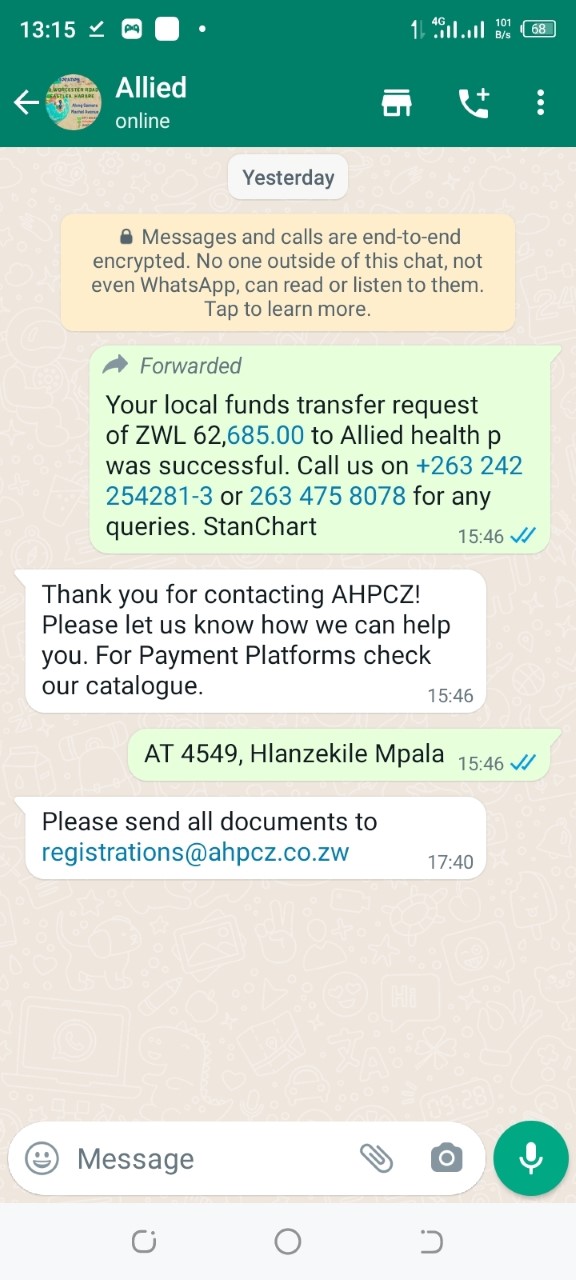 13:15
4G
101
B/s
68
Allied
online
Yesterday
Messages and calls are end-to-end
encrypted. No one outside of this chat, not
even WhatsApp, can read or listen to them.
Tap to learn more.
Forwarded
Your local funds transfer request
of ZWL 62,685.00 to Allied health p
was successful. Call us on +263 242
254281-3 or 263 475 8078 for any
queries. StanChart
15:46
Thank you for contacting AHPCZ!
Please let us know how we can help
you. For Payment Platforms check
our catalogue.
15:46
AT 4549, Hlanzekile Mpala
15:46
Please send all documents to
registrations@ahpcz.co.zw
17:40
Message